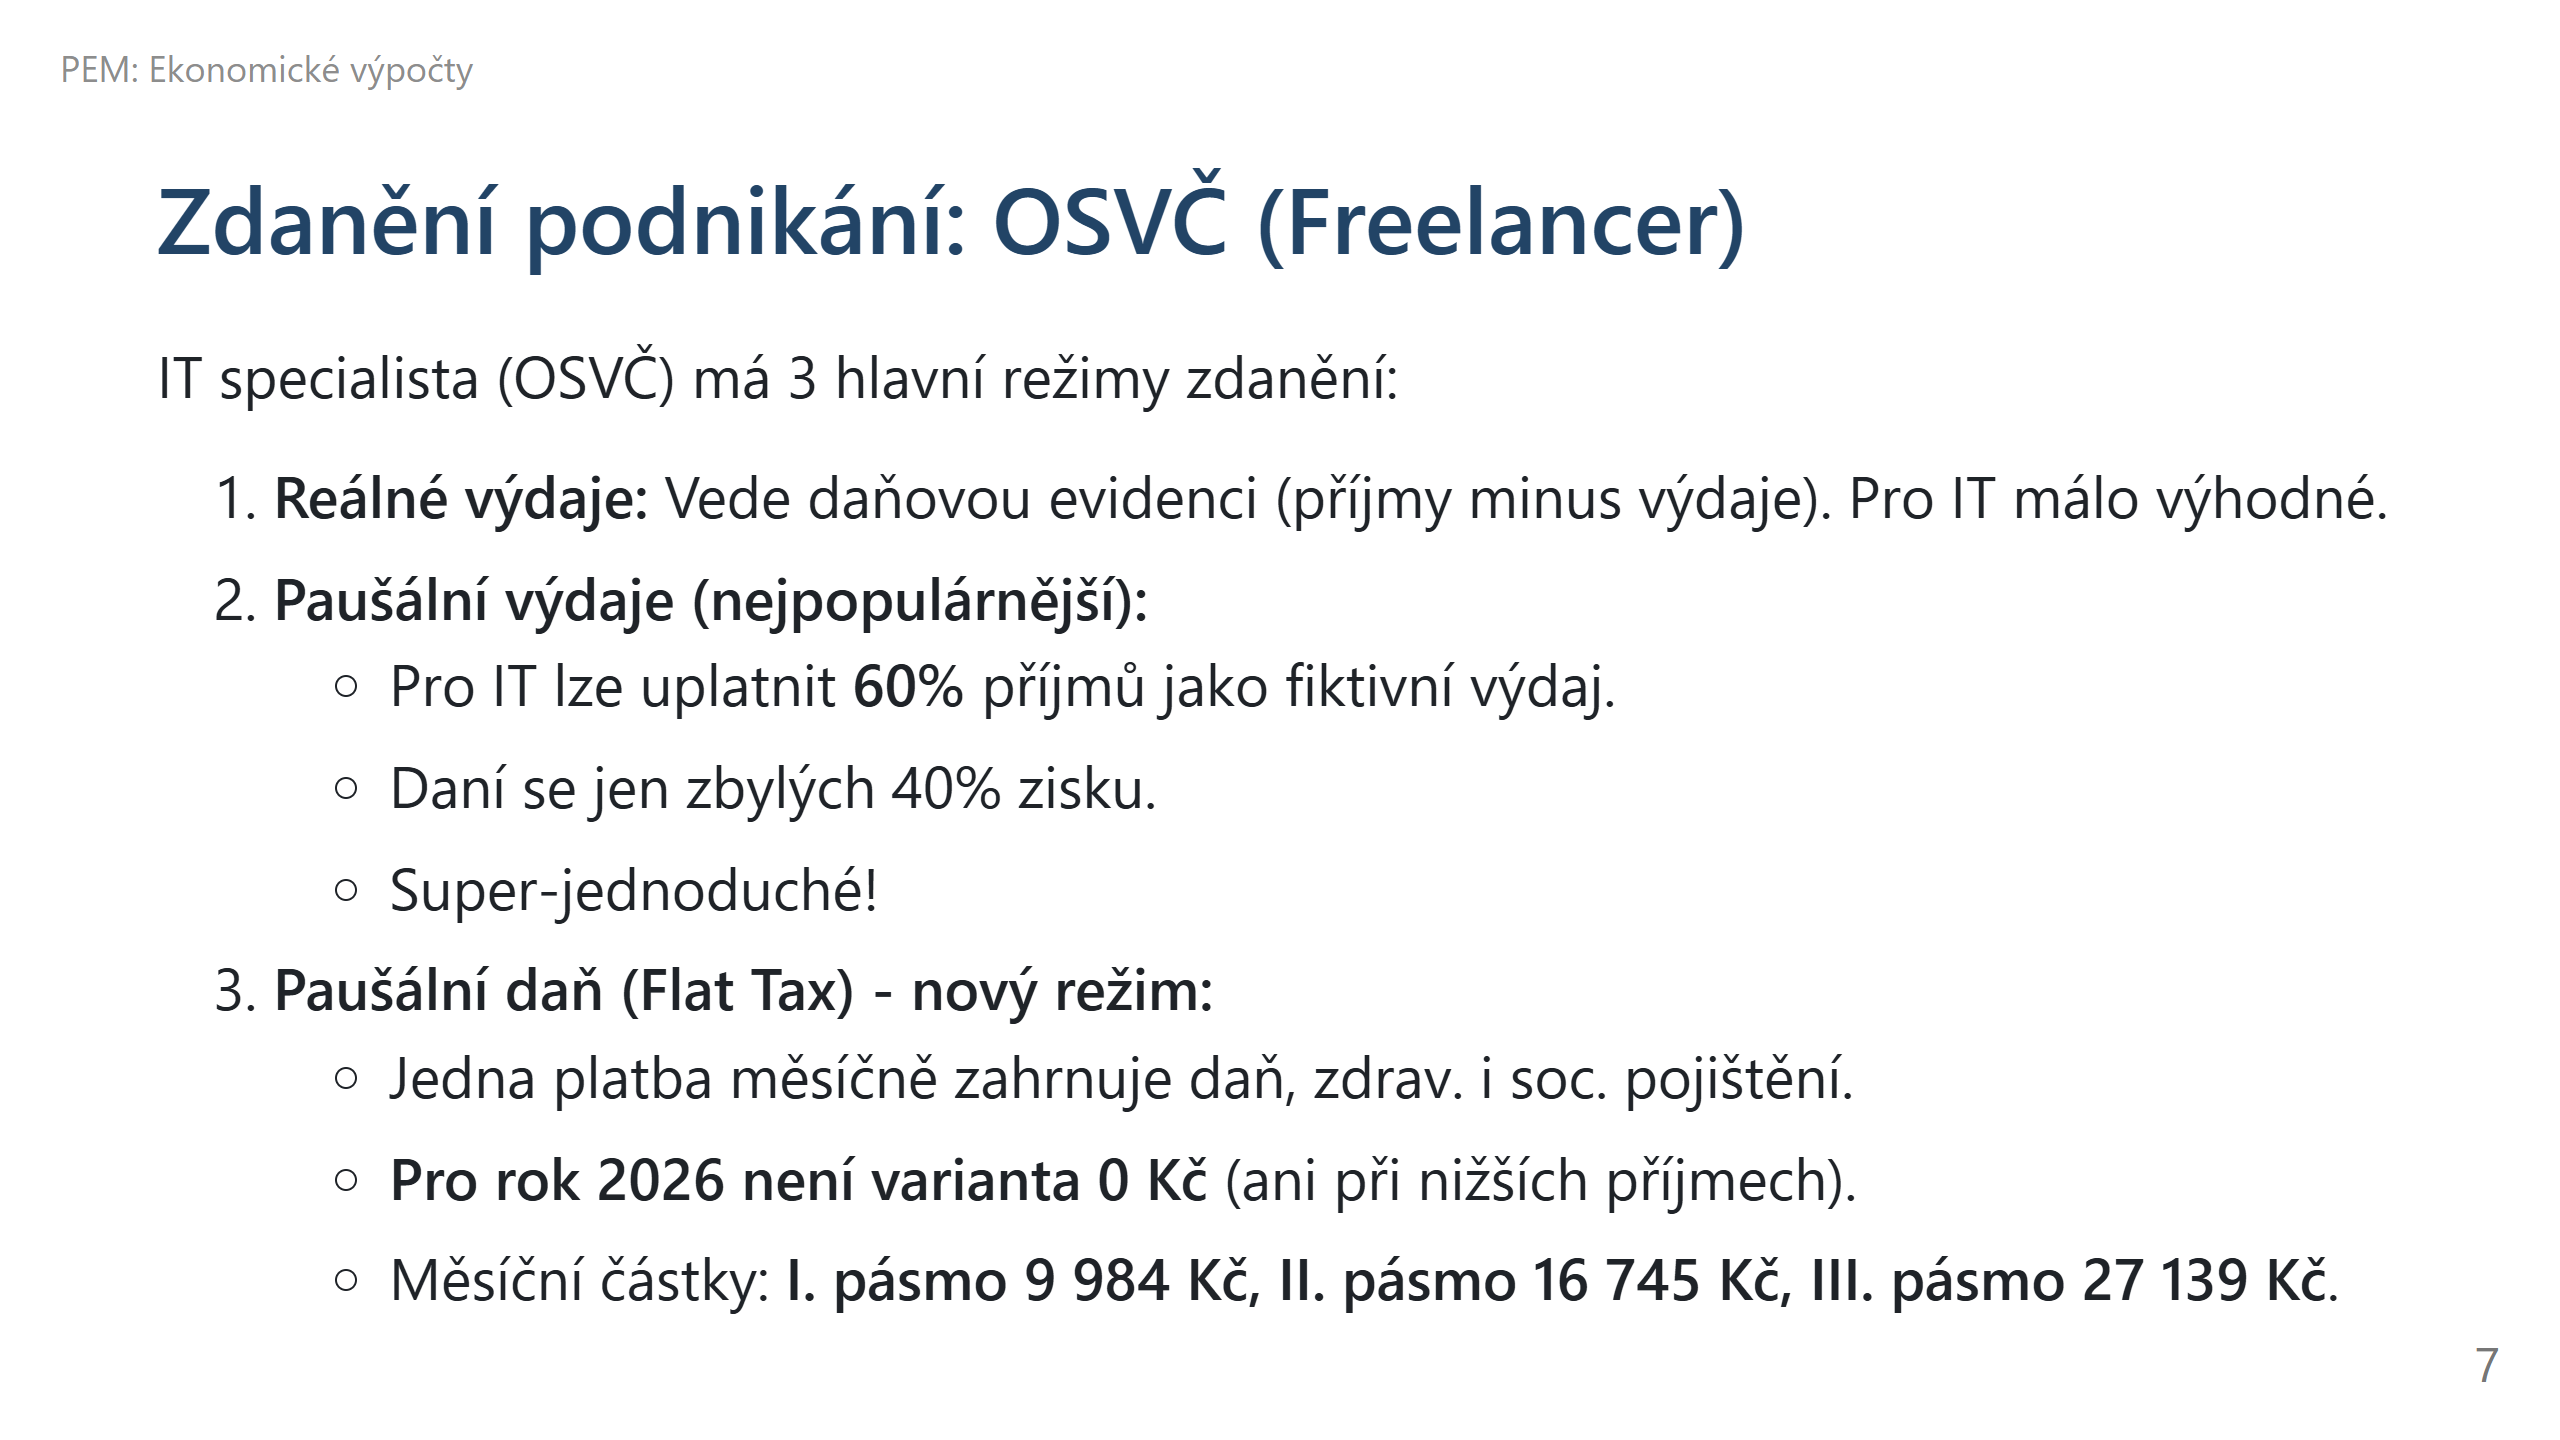 PEM: Ekonomické výpočty
Zdanění podnikání: OSVČ (Freelancer)
IT specialista (OSVČ) má 3 hlavní režimy zdanění:
1. Reálné výdaje: Vede daňovou evidenci (příjmy minus výdaje). Pro IT málo výhodné.
2. Paušální výdaje (nejpopulárnější):
○ Pro IT lze uplatnit 60% příjmů jako fiktivní výdaj.
○ Daní se jen zbylých 40% zisku.
○ Super-jednoduché!
3. Paušální daň (Flat Tax) - nový režim:
○ Jedna platba měsíčně zahrnuje daň, zdrav. i soc. pojištění.
○ Pro rok 2026 není varianta 0 Kč (ani při nižších příjmech).
○ Měsíční částky: I. pásmo 9 984 Kč, II. pásmo 16 745 Kč, III. pásmo 27 139 Kč.
7